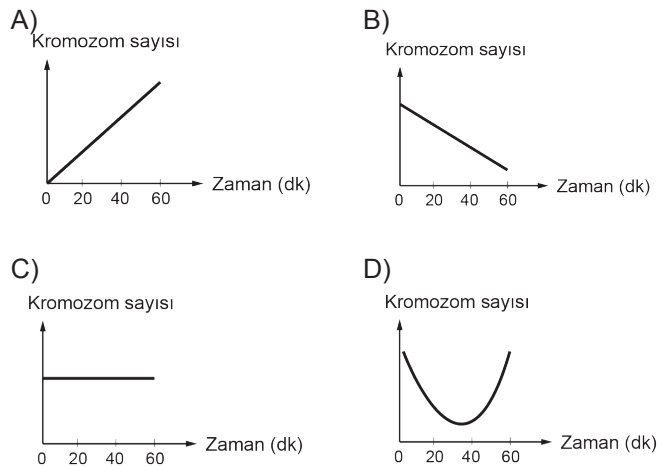 A)
Kromozom sayısı
0 20 40 60
Zaman (dk)
B)
Kromozom sayısı
0 20 40 60
Zaman (dk)
C)
Kromozom sayısı
0 20 40 60
Zaman (dk)
D)
Kromozom sayısı
0 20 40 60
Zaman (dk)